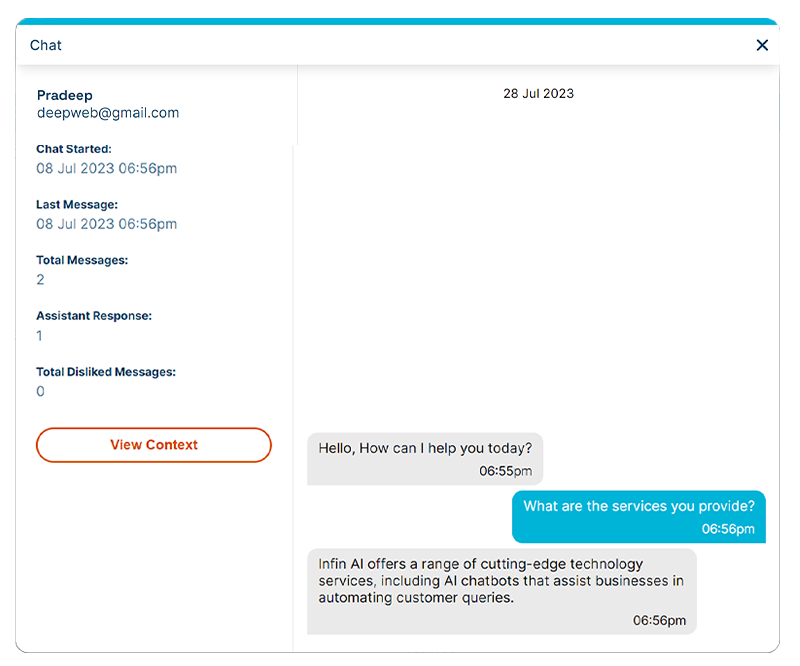 Chat
Pradeep
deepweb@gmail.com
Chat Started:
08 Jul 2023 06:56pm
Last Message:
08 Jul 2023 06:56pm
Total Messages:
2
Assistant Response:
1
Total Disliked Messages:
0
View Context
28 Jul 2023
Hello, How can I help you today?
06:55pm
What are the services you provide?
06:56pm
Infin AI offers a range of cutting-edge technology
services, including AI chatbots that assist businesses in
automating customer queries.
06:56pm